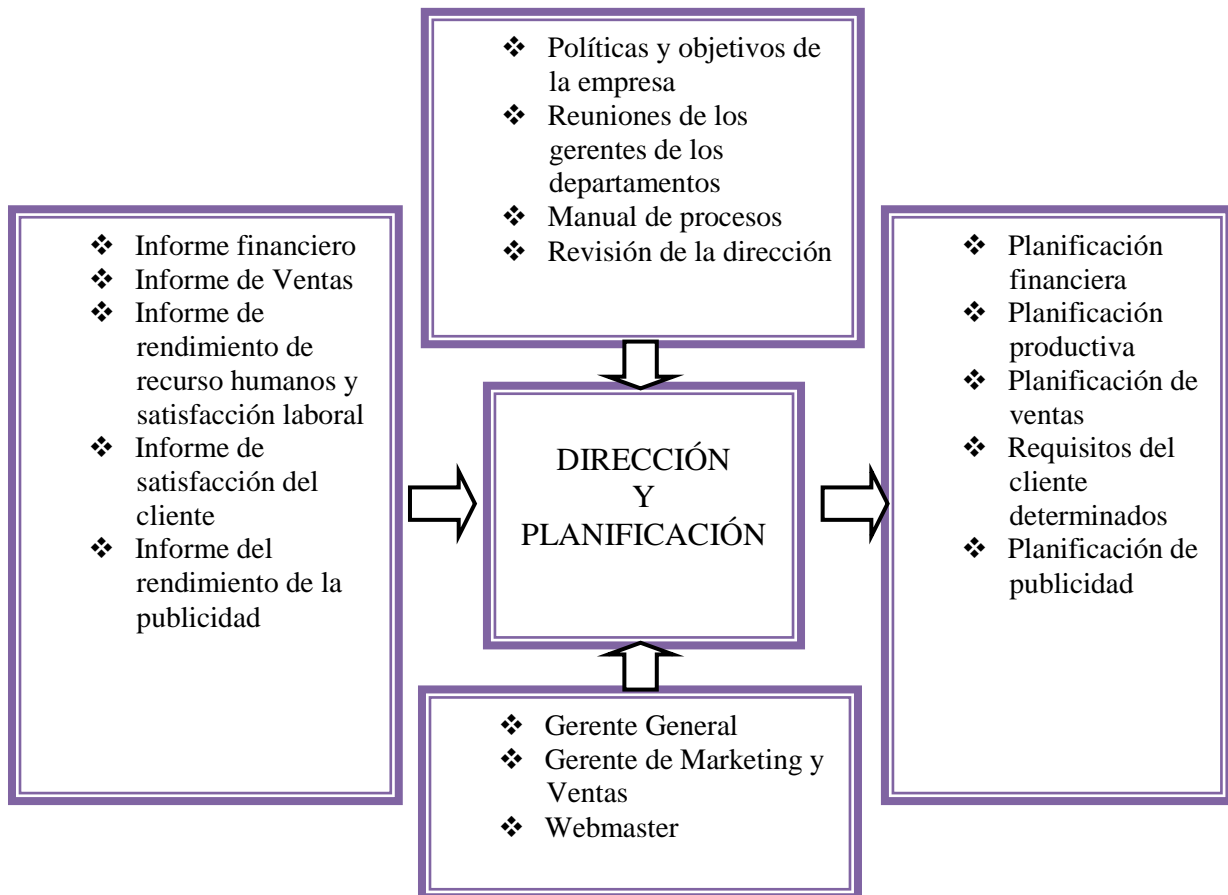 ❖ Políticas y objetivos de
la empresa
❖ Reuniones de los
gerentes de los
departamentos
❖ Manual de procesos
❖ Revisión de la dirección
❖ Informe financiero
❖ Informe de Ventas
❖ Informe de
rendimiento de
recurso humanos y
satisfacción laboral
❖ Informe de
satisfacción del
cliente
❖ Informe del
rendimiento de la
publicidad
DIRECCIÓN
Y
PLANIFICACIÓN
❖ Planificación
financiera
❖ Planificación
productiva
❖ Planificación de
ventas
❖ Requisitos del
cliente
determinados
❖ Planificación de
publicidad
❖ Gerente General
❖ Gerente de Marketing y
Ventas
❖ Webmaster